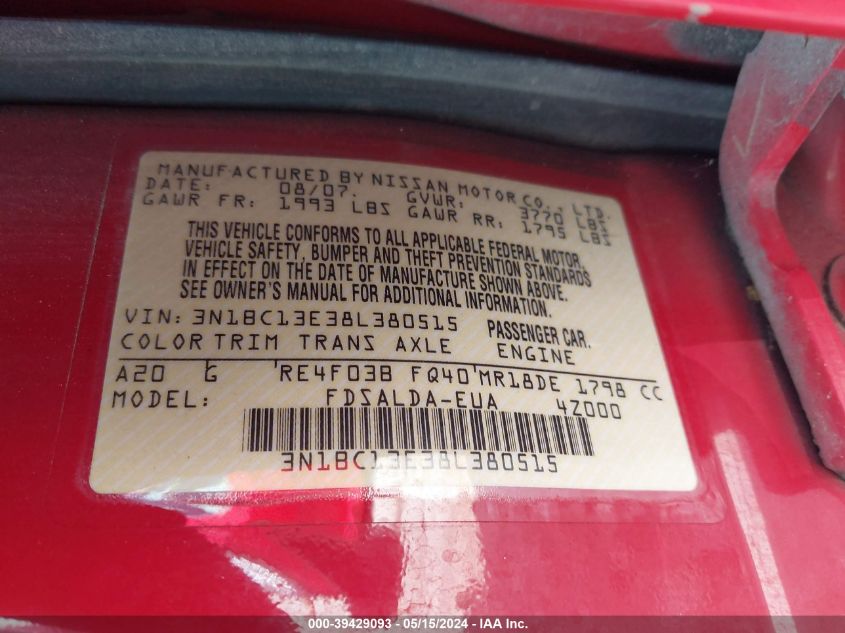 MANUFACTURED BY NISSAN MOTOR CO., LTD.
DATE: 08/07. GVWR: 3770 LBS
GAWR FR: 1993 LBS GAWR RR: 1795 LBS
THIS VEHICLE CONFORMS TO ALL APPLICABLE FEDERAL MOTOR
VEHICLE SAFETY, BUMPER AND THEFT PREVENTION STANDARDS
IN EFFECT ON THE DATE OF MANUFACTURE SHOWN ABOVE.
SEE OWNER'S MANUAL FOR ADDITIONAL INFORMATION.
VIN: 3N1BC13E38L380515 PASSENGER CAR.
COLOR TRIM TRANS AXLE ENGINE
A20 G RE4F03B FQ40 MR18DE 1798 CC
MODEL: FDSALDA-EUA 4Z000
3N1BC13E38L380515
000-39429093 - 05/15/2024 - IAA Inc.